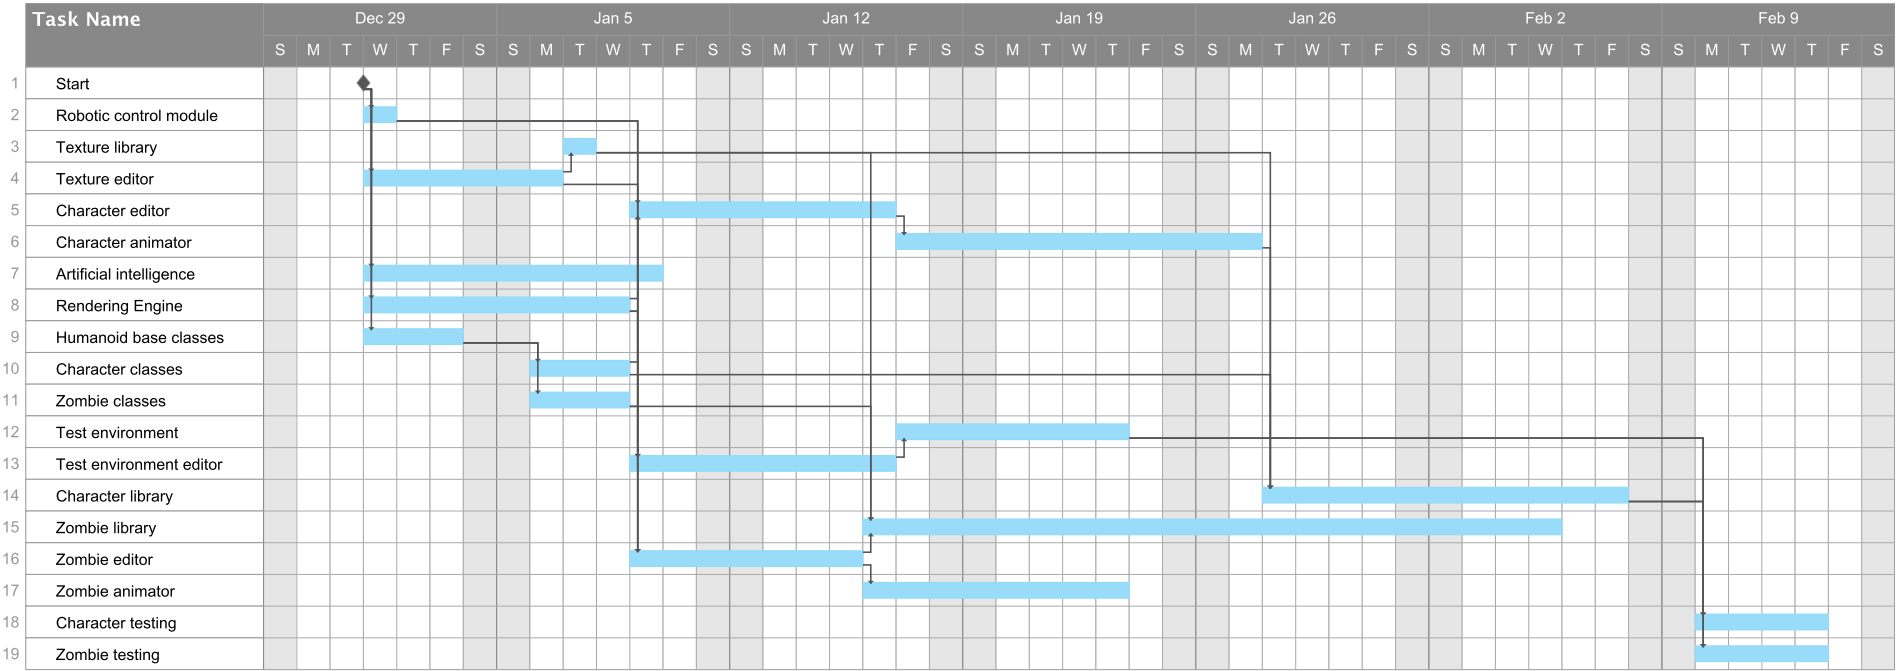 Task Name Dec 29 Jan 5 Jan 12 Jan 19 Jan 26 Feb 2 Feb 9
S M T W T F S S M T W T F S S M T W T F S S M T W T F S S M T W T F S S M T W T F S S M T W T F S
1 Start
2 Robotic control module
3 Texture library
4 Texture editor
5 Character editor
6 Character animator
7 Artificial intelligence
8 Rendering Engine
9 Humanoid base classes
10 Character classes
11 Zombie classes
12 Test environment
13 Test environment editor
14 Character library
15 Zombie library
16 Zombie editor
17 Zombie animator
18 Character testing
19 Zombie testing